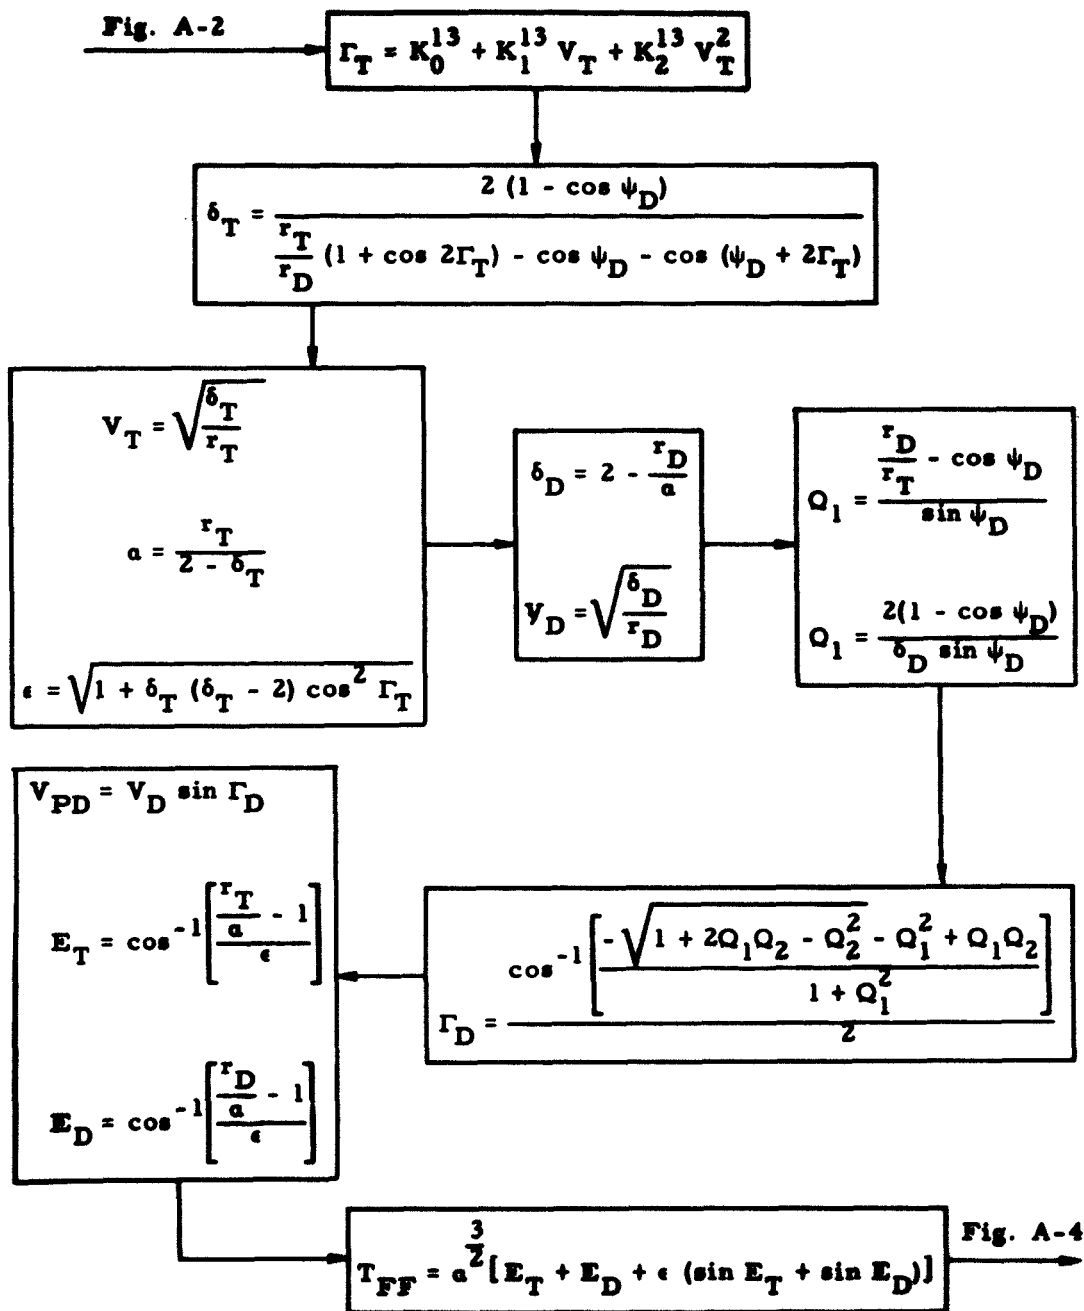 Fig. A-2
Γ_T = K_0^13 + K_1^13 V_T + K_2^13 V_T^2
δ_T = 2 (1 - cos ψ_D) / (r_T/r_D (1 + cos 2Γ_T) - cos ψ_D - cos (ψ_D + 2Γ_T))
V_T = √(δ_T / r_T)
a = r_T / (2 - δ_T)
ε = √(1 + δ_T (δ_T - 2) cos^2 Γ_T)
δ_D = 2 - r_D / a
V_D = √(δ_D / r_D)
Q_1 = (r_D/r_T - cos ψ_D) / sin ψ_D
Q_1 = 2(1 - cos ψ_D) / (δ_D sin ψ_D)
Γ_D = cos^-1 [(-√(1 + 2Q_1Q_2 - Q_2^2) - Q_1^2 + Q_1Q_2) / (1 + Q_1^2)] / 2
V_PD = V_D sin Γ_D
E_T = cos^-1 [(r_T/a - 1) / ε]
E_D = cos^-1 [(r_D/a - 1) / ε]
T_FF = a^(3/2) [E_T + E_D + ε (sin E_T + sin E_D)]
Fig. A-4